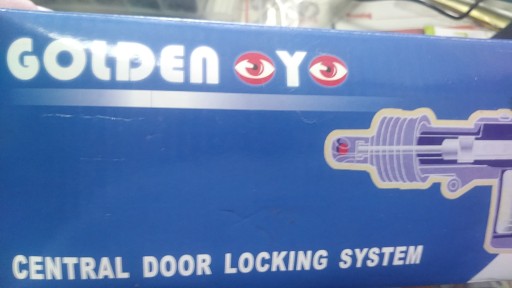 GOLDEN EYE
CENTRAL DOOR LOCKING SYSTEM